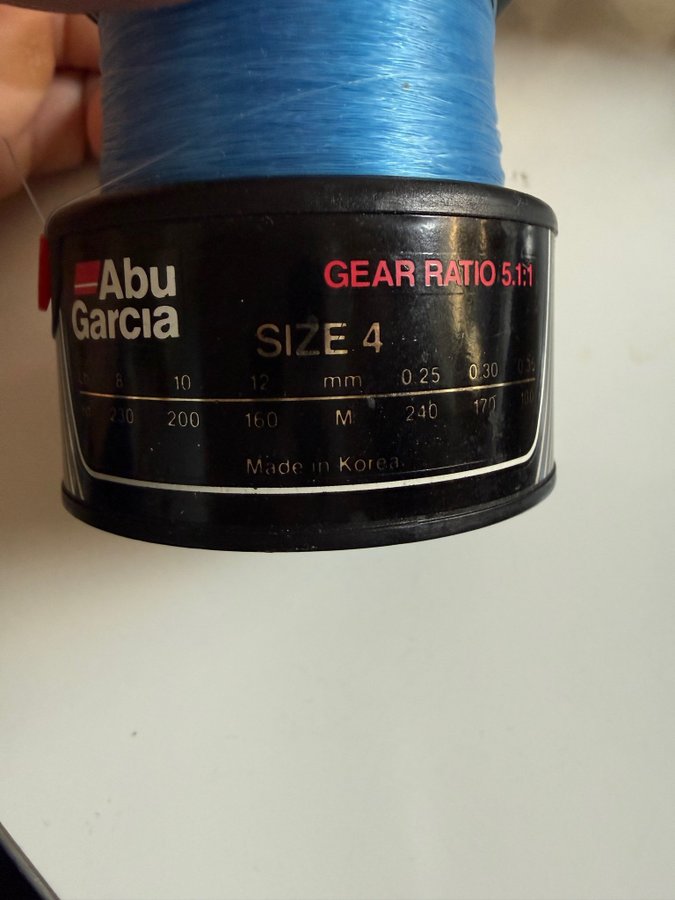 Abu
Garcia
GEAR RATIO 5.1:1
SIZE 4
8 10 12 mm 0.25 0.30
230 200 160 M 240 170
Made in Korea